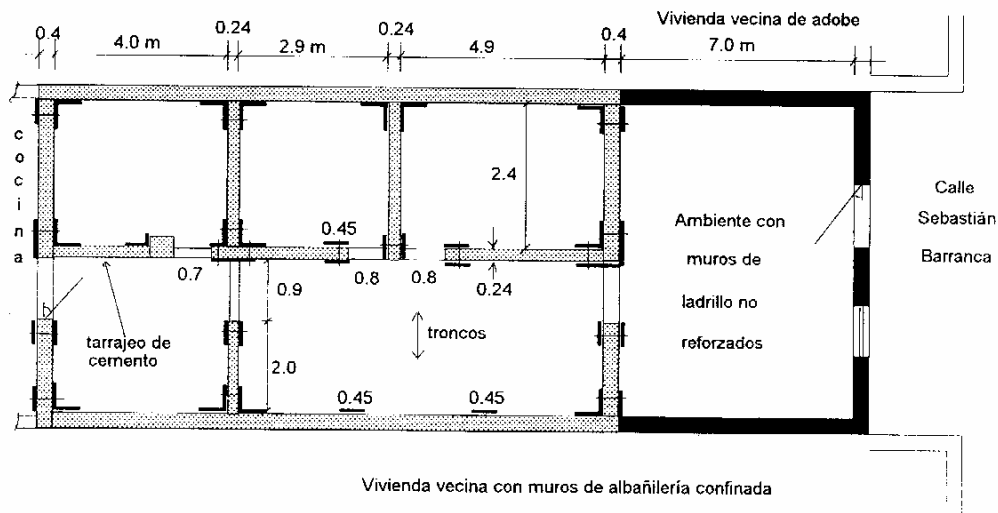 Vivienda vecina de adobe
0.4
4.0 m
0.24
2.9 m
0.24
4.9
0.4
7.0 m
cocina
2.4
0.45
Ambiente con
muros de
ladrillo no
reforzados
Calle
Sebastián
Barranca
0.7
0.8
0.8
0.24
0.9
troncos
tarrajeo de
cemento
2.0
0.45
0.45
Vivienda vecina con muros de albañilería confinada